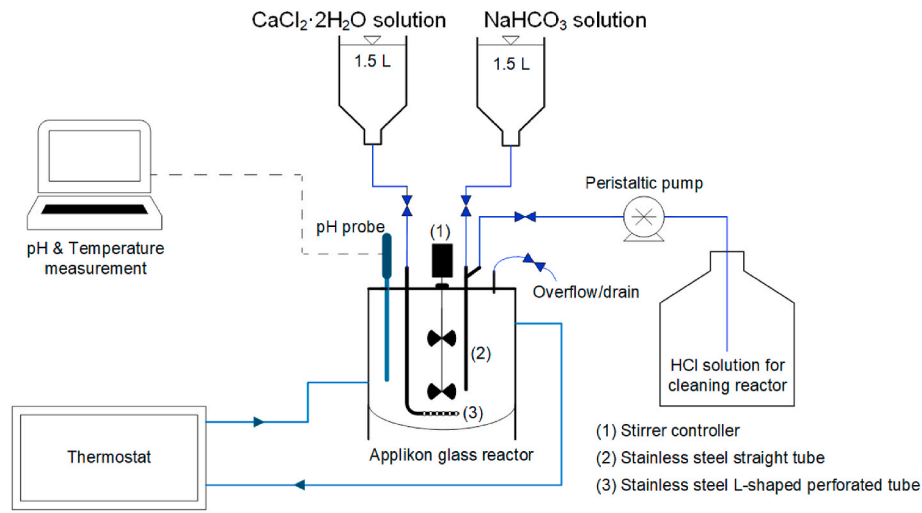 CaCl₂·2H₂O solution
NaHCO₃ solution
1.5 L
1.5 L
Peristaltic pump
pH probe
(1)
pH & Temperature
measurement
Overflow/drain
(2)
HCl solution for
cleaning reactor
(3)
(1) Stirrer controller
Applikon glass reactor
Thermostat
(2) Stainless steel straight tube
(3) Stainless steel L-shaped perforated tube